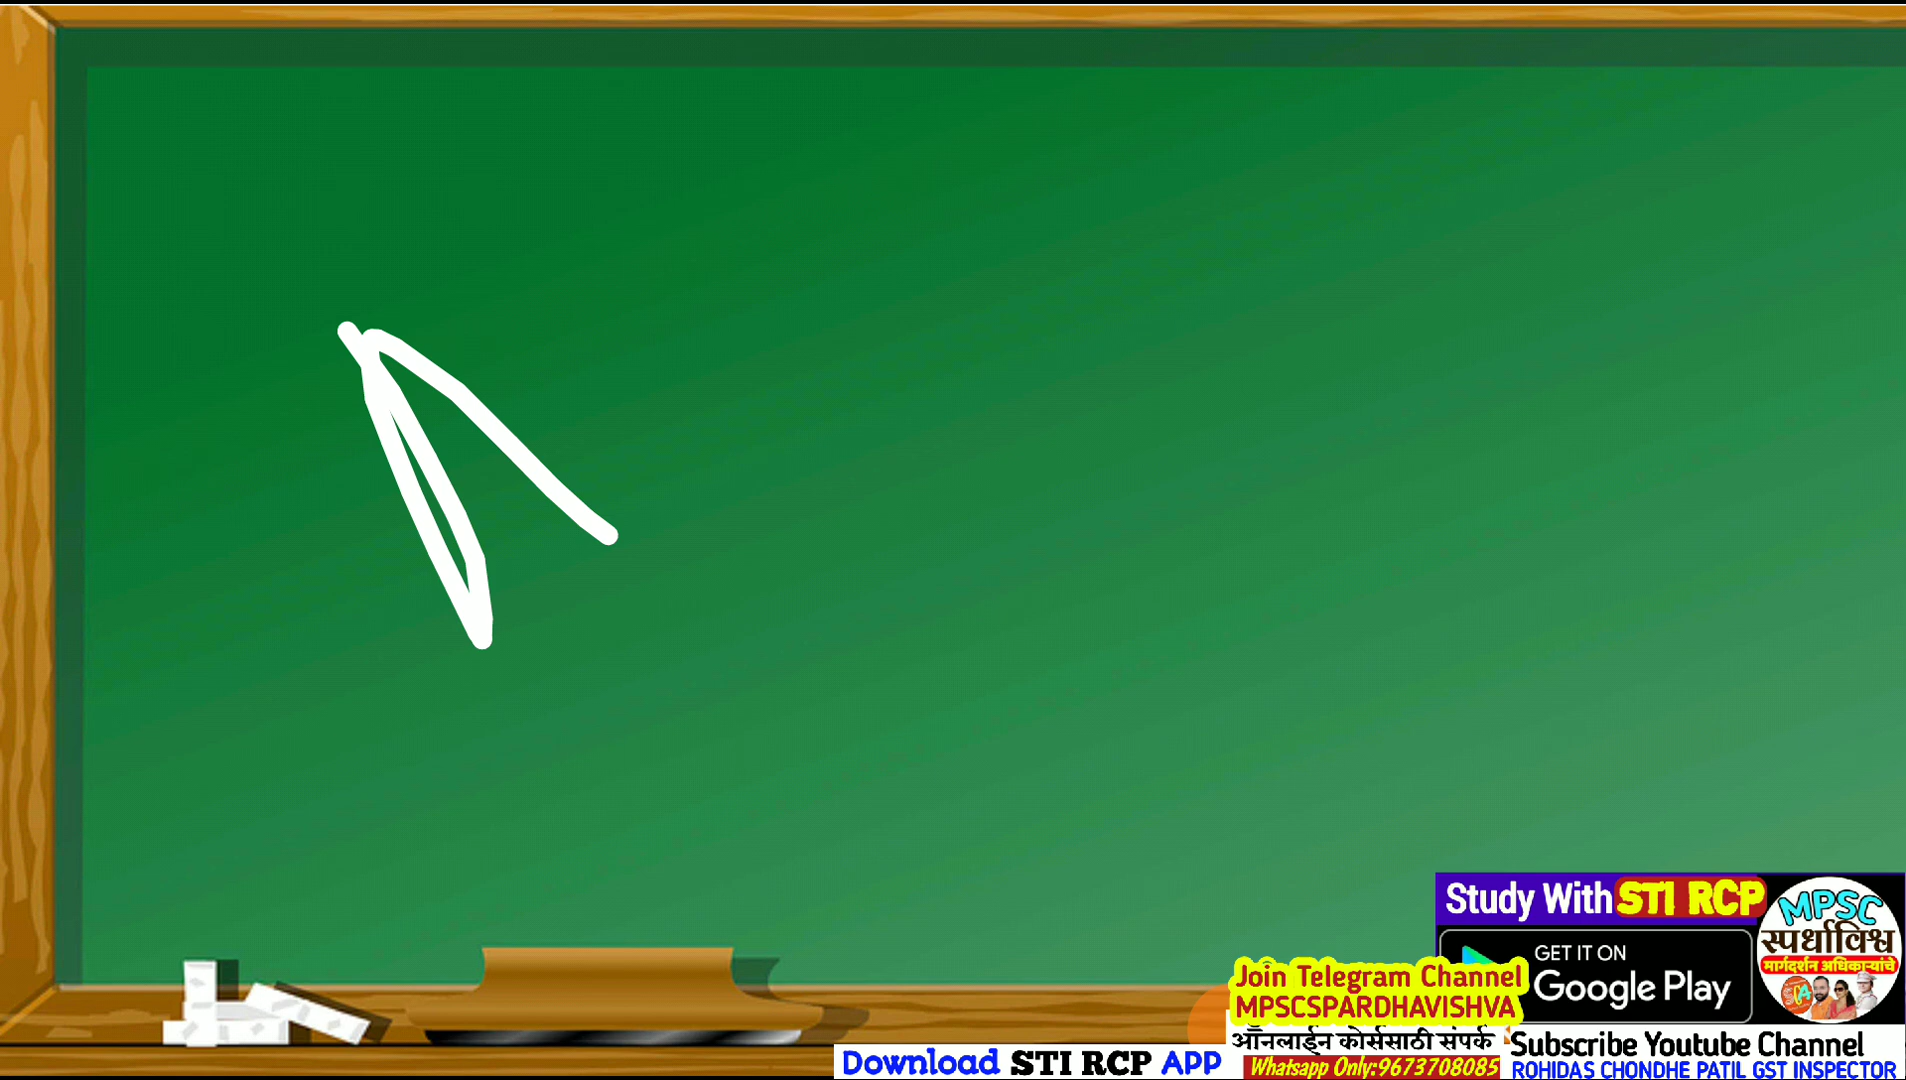 Study With STI RCP
GET IT ON
Google Play
MPSC
स्पर्धाविश्व
मार्गदर्शन अधिकाऱ्यांचे
Join Telegram Channel
MPSCSPARDHAVISHVA
ऑनलाईन कोर्ससाठी संपर्क
Whatsapp Only:9673708085
Download STI RCP APP
Subscribe Youtube Channel
ROHIDAS CHONDHE PATIL GST INSPECTOR